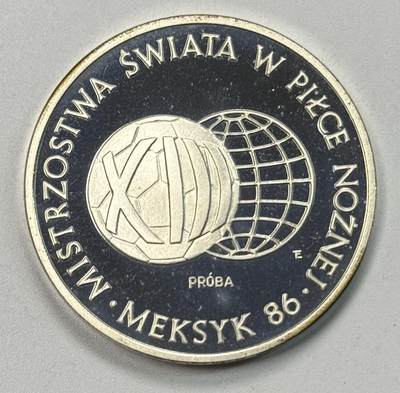 MISTRZOSTWA ŚWIATA W PIŁCE NOŻNEJ
· MEKSYK 86 ·
XIII
PRÓBA